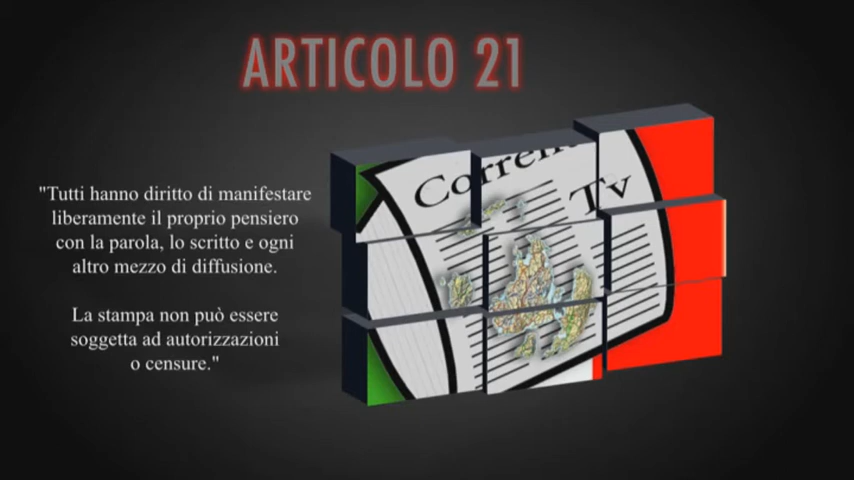 ARTICOLO 21
"Tutti hanno diritto di manifestare
liberamente il proprio pensiero
con la parola, lo scritto e ogni
altro mezzo di diffusione.
La stampa non può essere
soggetta ad autorizzazioni
o censure."
Tv